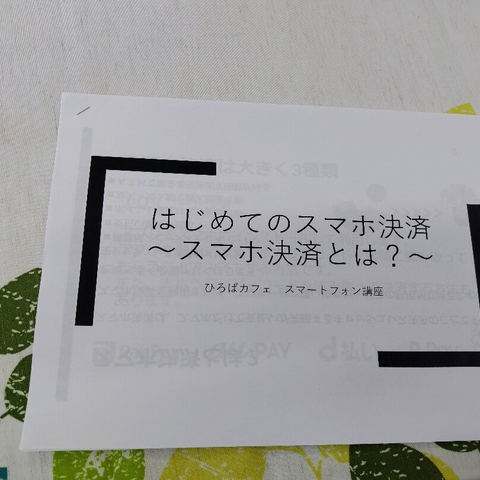 はじめてのスマホ決済
～スマホ決済とは？～
ひろばカフェ　スマートフォン講座